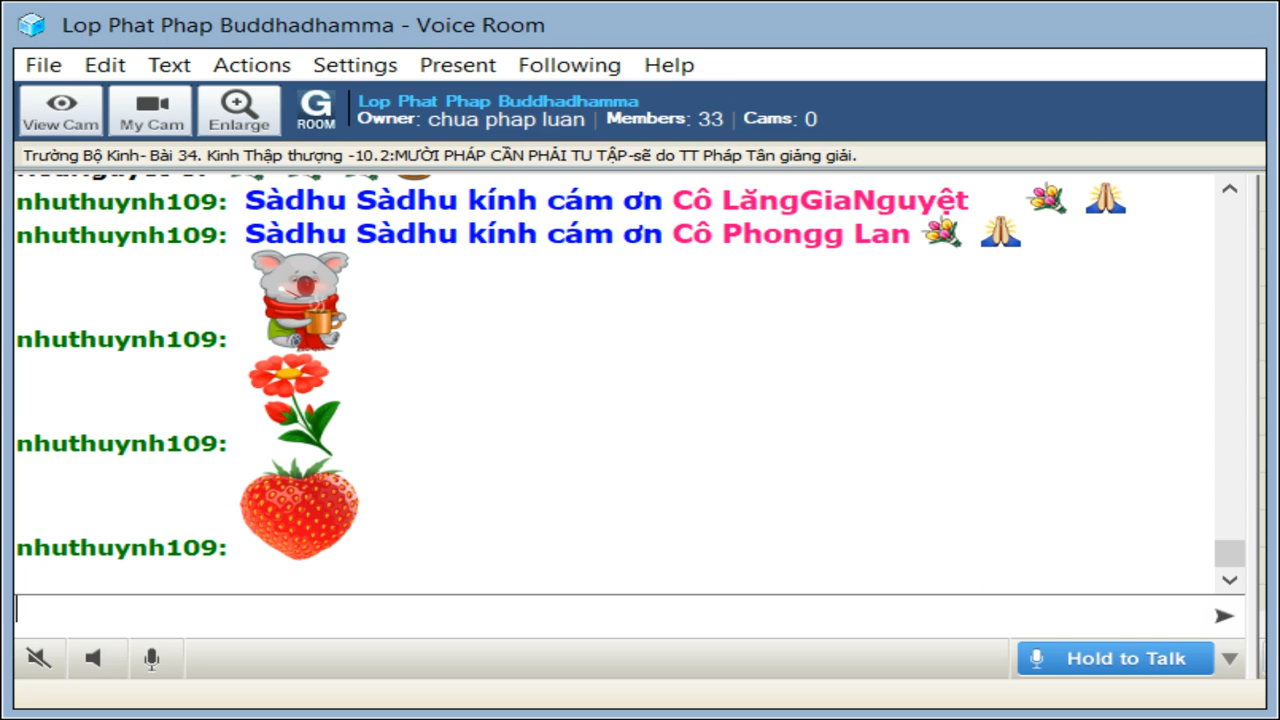 Lop Phat Phap Buddhadhamma - Voice Room
File Edit Text Actions Settings Present Following Help
View Cam My Cam Enlarge G ROOM
Lop Phat Phap Buddhadhamma
Owner: chua phap luan | Members: 33 | Cams: 0
Trường Bộ Kinh- Bài 34. Kinh Thập thượng -10.2:MƯỜI PHÁP CẦN PHẢI TU TẬP-sẽ do TT Pháp Tân giảng giải.
nhuthuynh109: Sàdhu Sàdhu kính cám ơn Cô LăngGiaNguyệt
nhuthuynh109: Sàdhu Sàdhu kính cám ơn Cô Phongg Lan
nhuthuynh109:
nhuthuynh109:
nhuthuynh109:
Hold to Talk